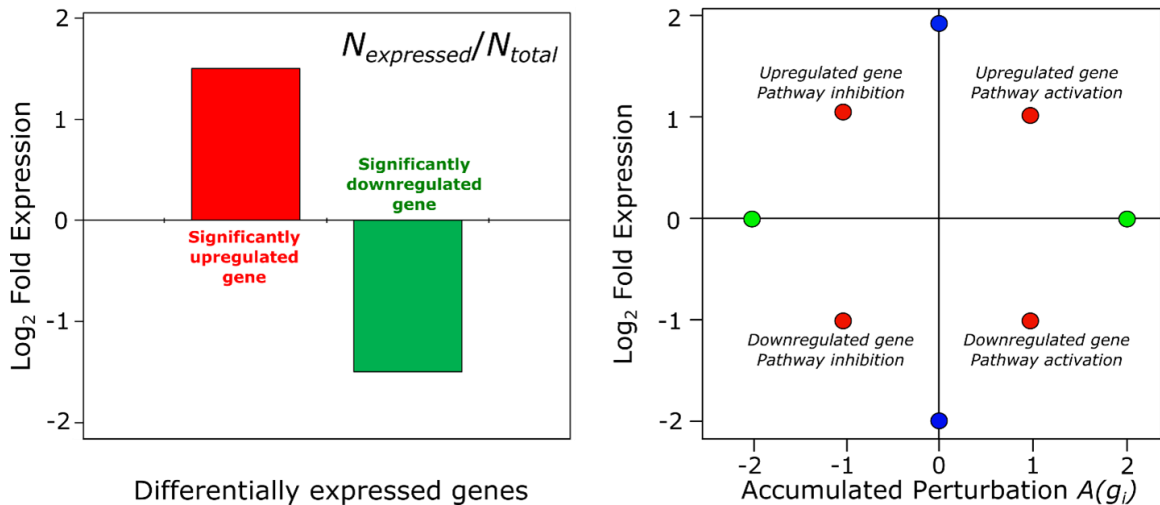 Log₂ Fold Expression
2
1
0
-1
-2
N_expressed/N_total
Significantly
upregulated
gene
Significantly
downregulated
gene
Differentially expressed genes
Log₂ Fold Expression
2
1
0
-1
-2
Upregulated gene
Pathway inhibition
Upregulated gene
Pathway activation
Downregulated gene
Pathway inhibition
Downregulated gene
Pathway activation
-2 -1 0 1 2
Accumulated Perturbation A(gᵢ)